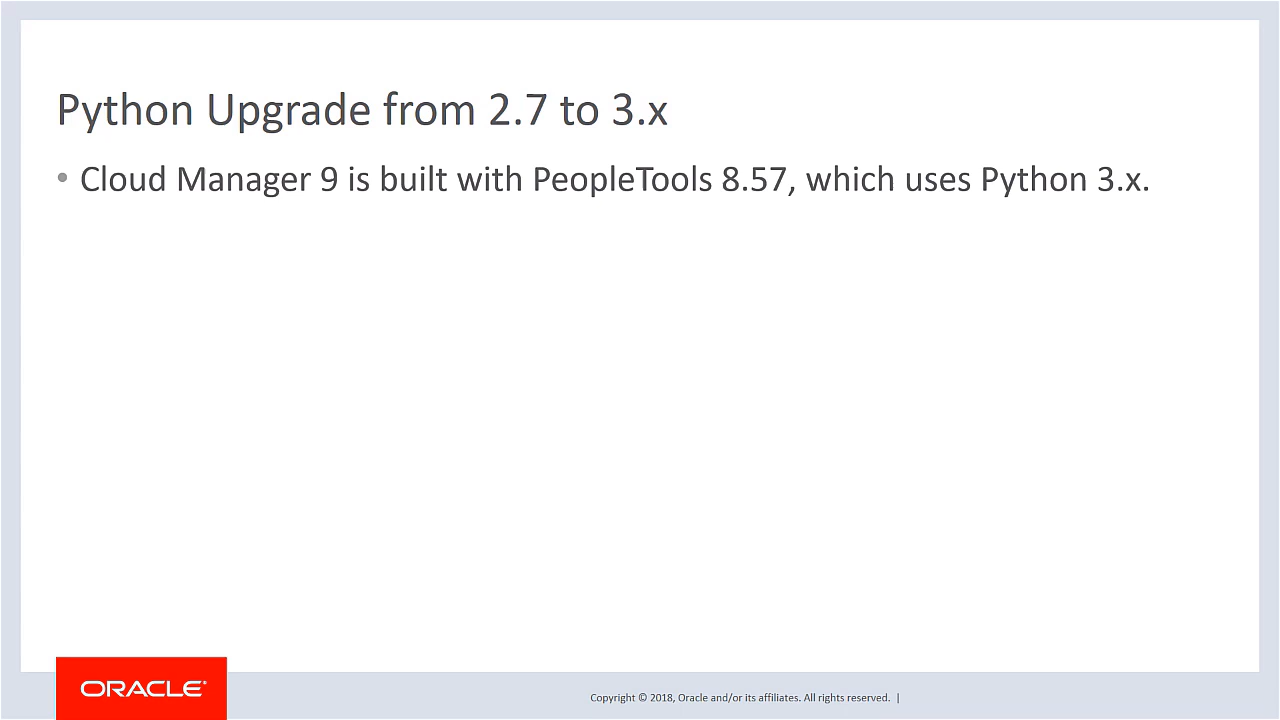 Python Upgrade from 2.7 to 3.x
• Cloud Manager 9 is built with PeopleTools 8.57, which uses Python 3.x.
ORACLE®
Copyright © 2018, Oracle and/or its affiliates. All rights reserved. |